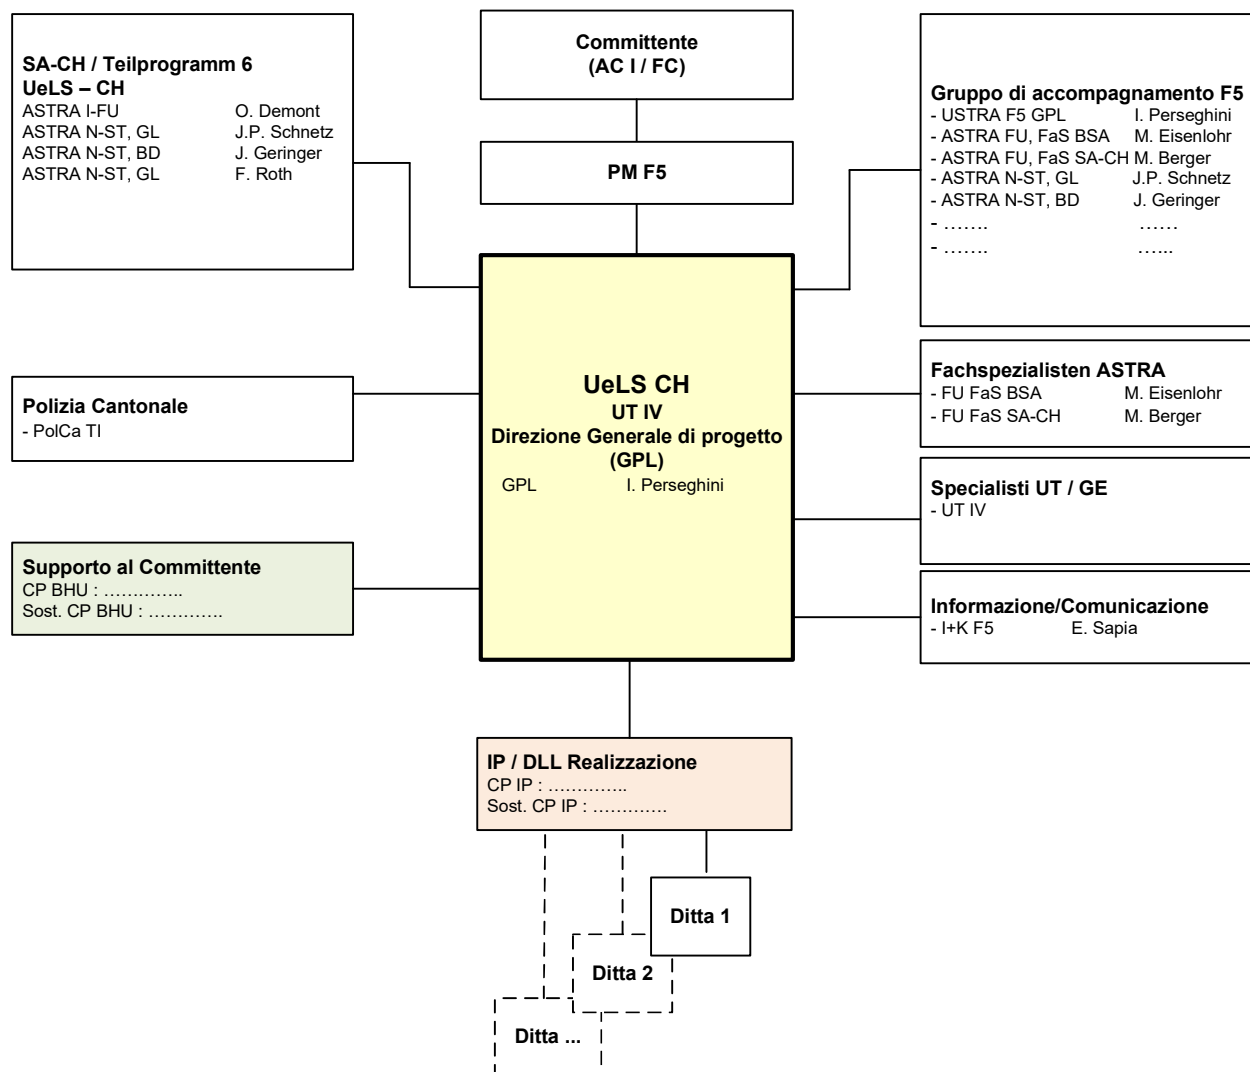 Committente
(AC I / FC)
PM F5
SA-CH / Teilprogramm 6
UeLS – CH
ASTRA I-FU O. Demont
ASTRA N-ST, GL J.P. Schnetz
ASTRA N-ST, BD J. Geringer
ASTRA N-ST, GL F. Roth
Gruppo di accompagnamento F5
- USTRA F5 GPL I. Perseghini
- ASTRA FU, FaS BSA M. Eisenlohr
- ASTRA FU, FaS SA-CH M. Berger
- ASTRA N-ST, GL J.P. Schnetz
- ASTRA N-ST, BD J. Geringer
- ……. ……
- ……. …...
UeLS CH
UT IV
Direzione Generale di progetto
(GPL)
GPL I. Perseghini
Polizia Cantonale
- PolCa TI
Supporto al Committente
CP BHU : …………..
Sost. CP BHU : ………….
Fachspezialisten ASTRA
- FU FaS BSA M. Eisenlohr
- FU FaS SA-CH M. Berger
Specialisti UT / GE
- UT IV
Informazione/Comunicazione
- I+K F5 E. Sapia
IP / DLL Realizzazione
CP IP : …………..
Sost. CP IP : ………….
Ditta 1
Ditta 2
Ditta ...